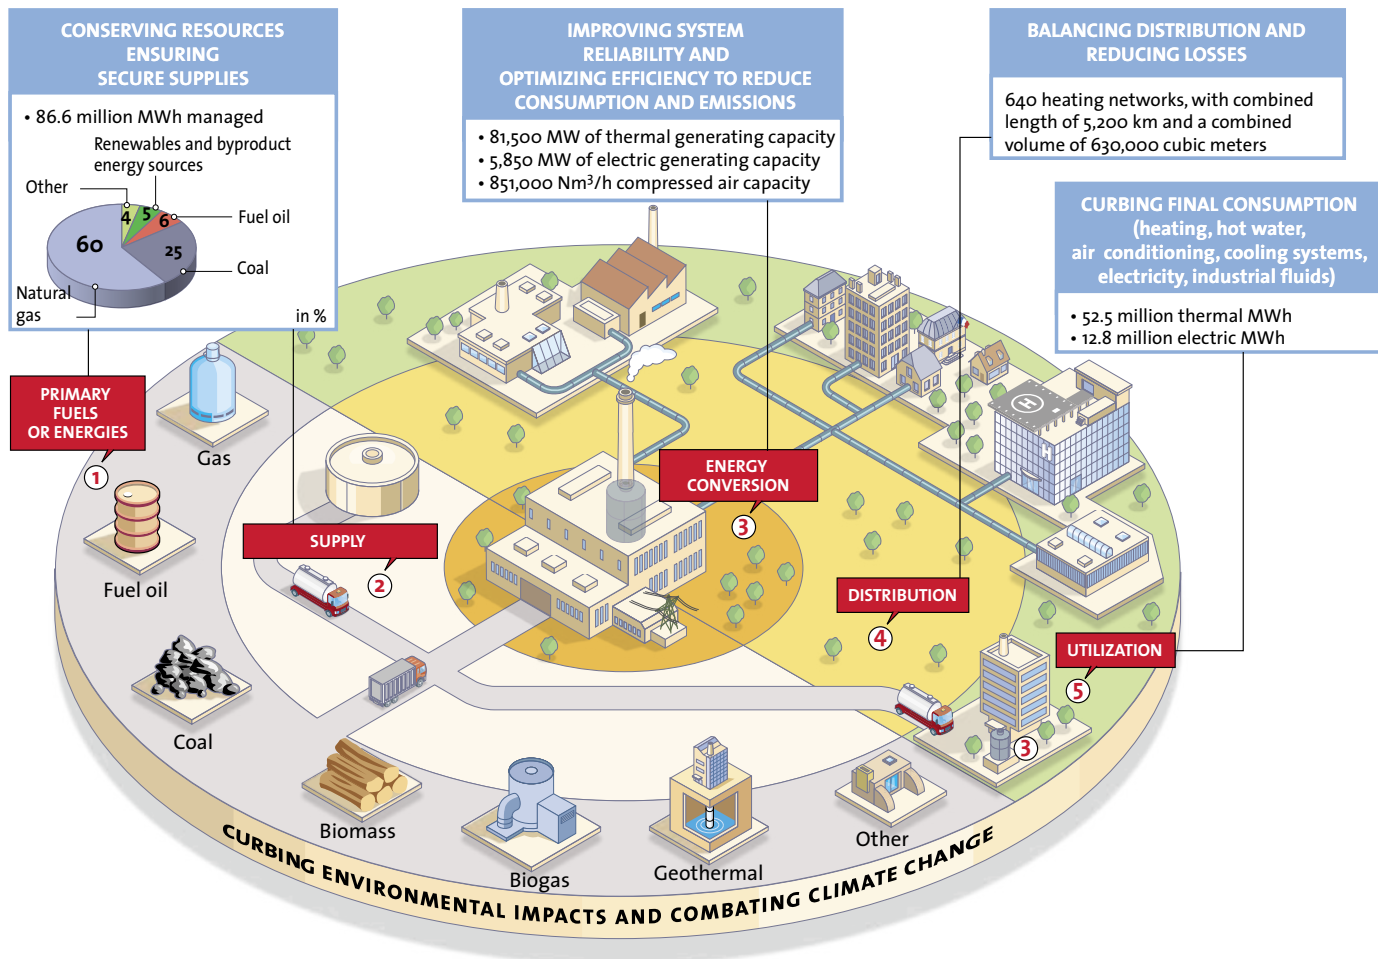 CONSERVING RESOURCES
ENSURING
SECURE SUPPLIES
• 86.6 million MWh managed
Renewables and byproduct
energy sources
Other
4
5
6
Fuel oil
60
25
Coal
Natural
gas
in %
IMPROVING SYSTEM
RELIABILITY AND
OPTIMIZING EFFICIENCY TO REDUCE
CONSUMPTION AND EMISSIONS
• 81,500 MW of thermal generating capacity
• 5,850 MW of electric generating capacity
• 851,000 Nm³/h compressed air capacity
BALANCING DISTRIBUTION AND
REDUCING LOSSES
640 heating networks, with combined
length of 5,200 km and a combined
volume of 630,000 cubic meters
CURBING FINAL CONSUMPTION
(heating, hot water,
air conditioning, cooling systems,
electricity, industrial fluids)
• 52.5 million thermal MWh
• 12.8 million electric MWh
PRIMARY
FUELS
OR ENERGIES
1
Gas
Fuel oil
Coal
Biomass
Biogas
Geothermal
Other
SUPPLY
2
ENERGY
CONVERSION
3
H
H
DISTRIBUTION
4
UTILIZATION
5
3
CURBING ENVIRONMENTAL IMPACTS AND COMBATING CLIMATE CHANGE